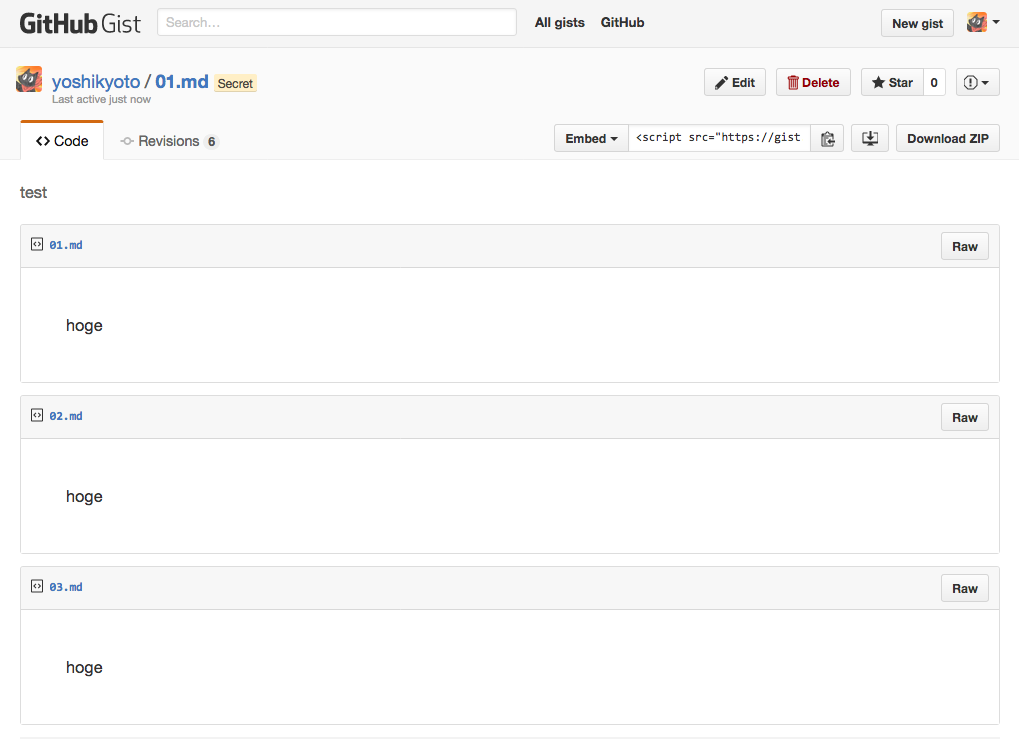 GitHub Gist Search... All gists GitHub New gist
yoshikyoto / 01.md Secret Edit Delete Star 0
Last active just now
Code Revisions 6 Embed <script src="https://gist Download ZIP
test
01.md Raw
hoge
02.md Raw
hoge
03.md Raw
hoge